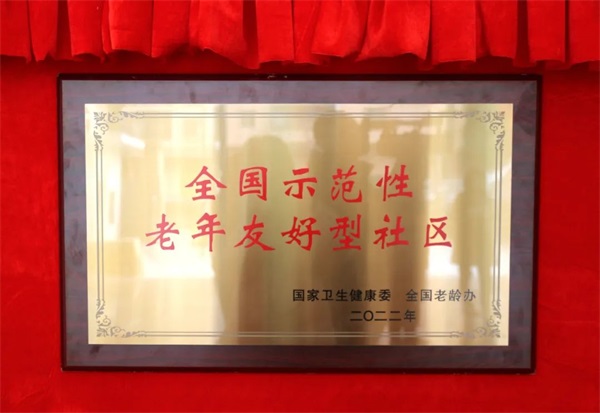 全国示范性
老年友好型社区
国家卫生健康委 全国老龄办
二〇二二年